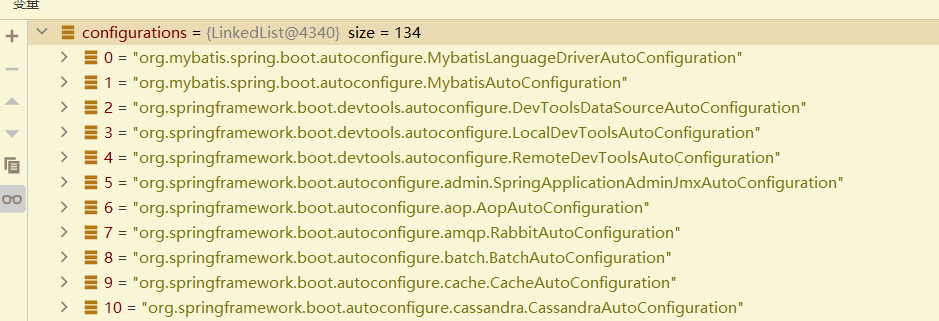 变量
configurations = {LinkedList@4340} size = 134
0 = "org.mybatis.spring.boot.autoconfigure.MybatisLanguageDriverAutoConfiguration"
1 = "org.mybatis.spring.boot.autoconfigure.MybatisAutoConfiguration"
2 = "org.springframework.boot.devtools.autoconfigure.DevToolsDataSourceAutoConfiguration"
3 = "org.springframework.boot.devtools.autoconfigure.LocalDevToolsAutoConfiguration"
4 = "org.springframework.boot.devtools.autoconfigure.RemoteDevToolsAutoConfiguration"
5 = "org.springframework.boot.autoconfigure.admin.SpringApplicationAdminJmxAutoConfiguration"
6 = "org.springframework.boot.autoconfigure.aop.AopAutoConfiguration"
7 = "org.springframework.boot.autoconfigure.amqp.RabbitAutoConfiguration"
8 = "org.springframework.boot.autoconfigure.batch.BatchAutoConfiguration"
9 = "org.springframework.boot.autoconfigure.cache.CacheAutoConfiguration"
10 = "org.springframework.boot.autoconfigure.cassandra.CassandraAutoConfiguration"